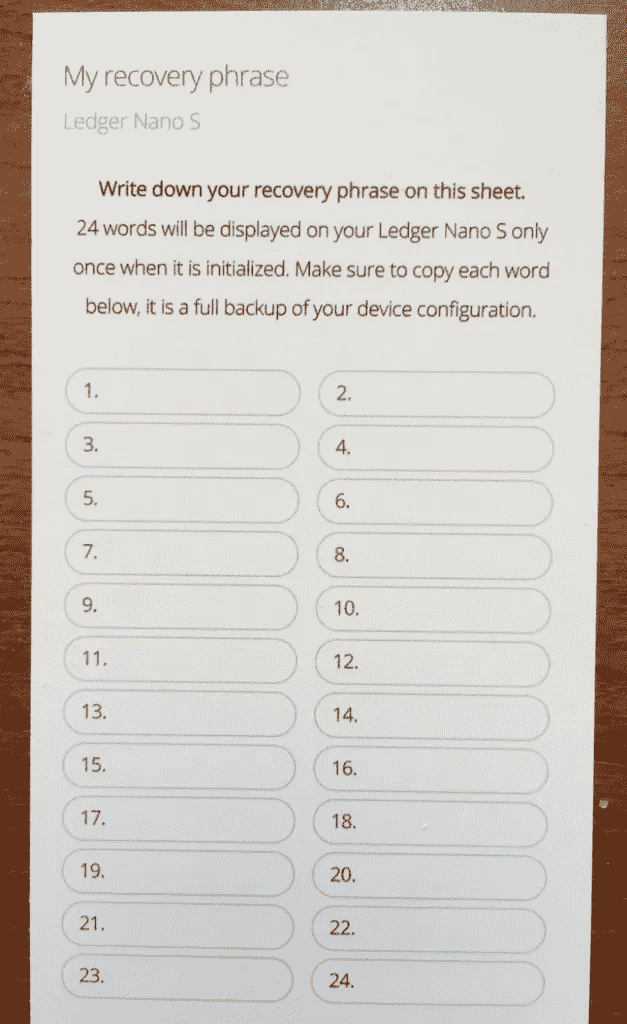 My recovery phrase
Ledger Nano S
Write down your recovery phrase on this sheet.
24 words will be displayed on your Ledger Nano S only
once when it is initialized. Make sure to copy each word
below, it is a full backup of your device configuration.
1. 2.
3. 4.
5. 6.
7. 8.
9. 10.
11. 12.
13. 14.
15. 16.
17. 18.
19. 20.
21. 22.
23. 24.